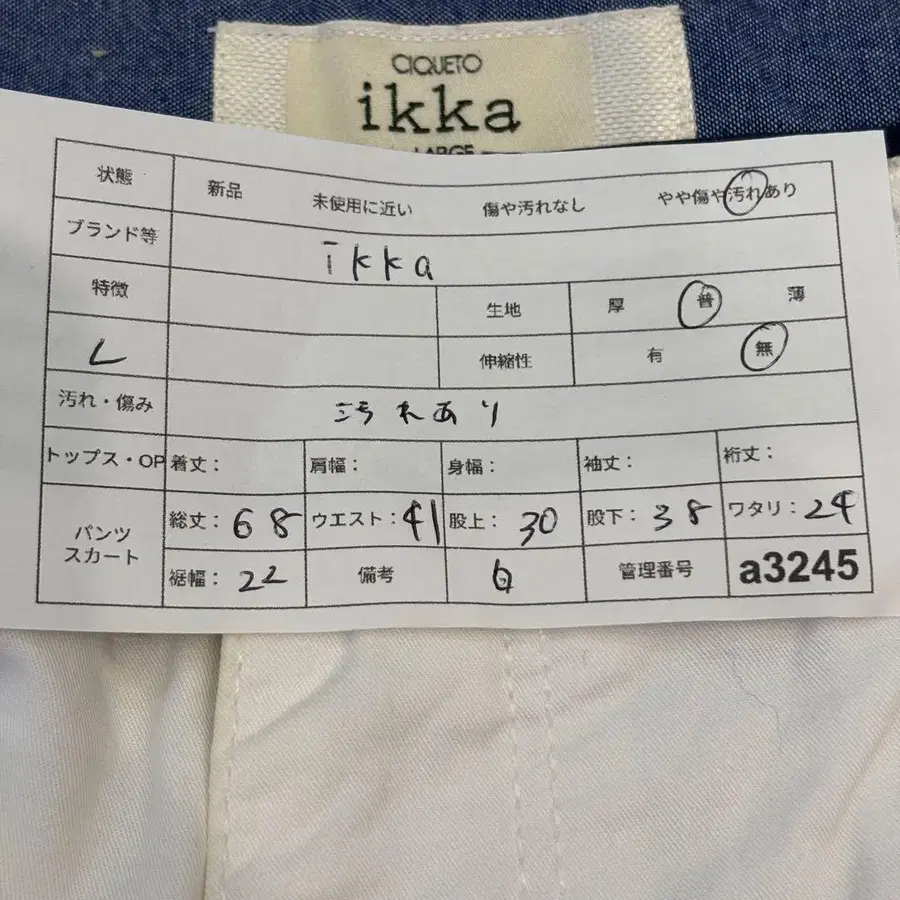 CIQUETO
ikka
LARGE
状態 新品 未使用に近い 傷や汚れなし やや傷や汚れあり
ブランド等 ikka
特徴 生地 厚 普 薄
L 伸縮性 有 無
汚れ・傷み 汚れあり
トップス・OP 着丈: 肩幅: 身幅: 袖丈: 裄丈:
パンツ スカート 総丈:68 ウエスト:41 股上:30 股下:38 ワタリ:24
裾幅:22 備考 管理番号 a3245